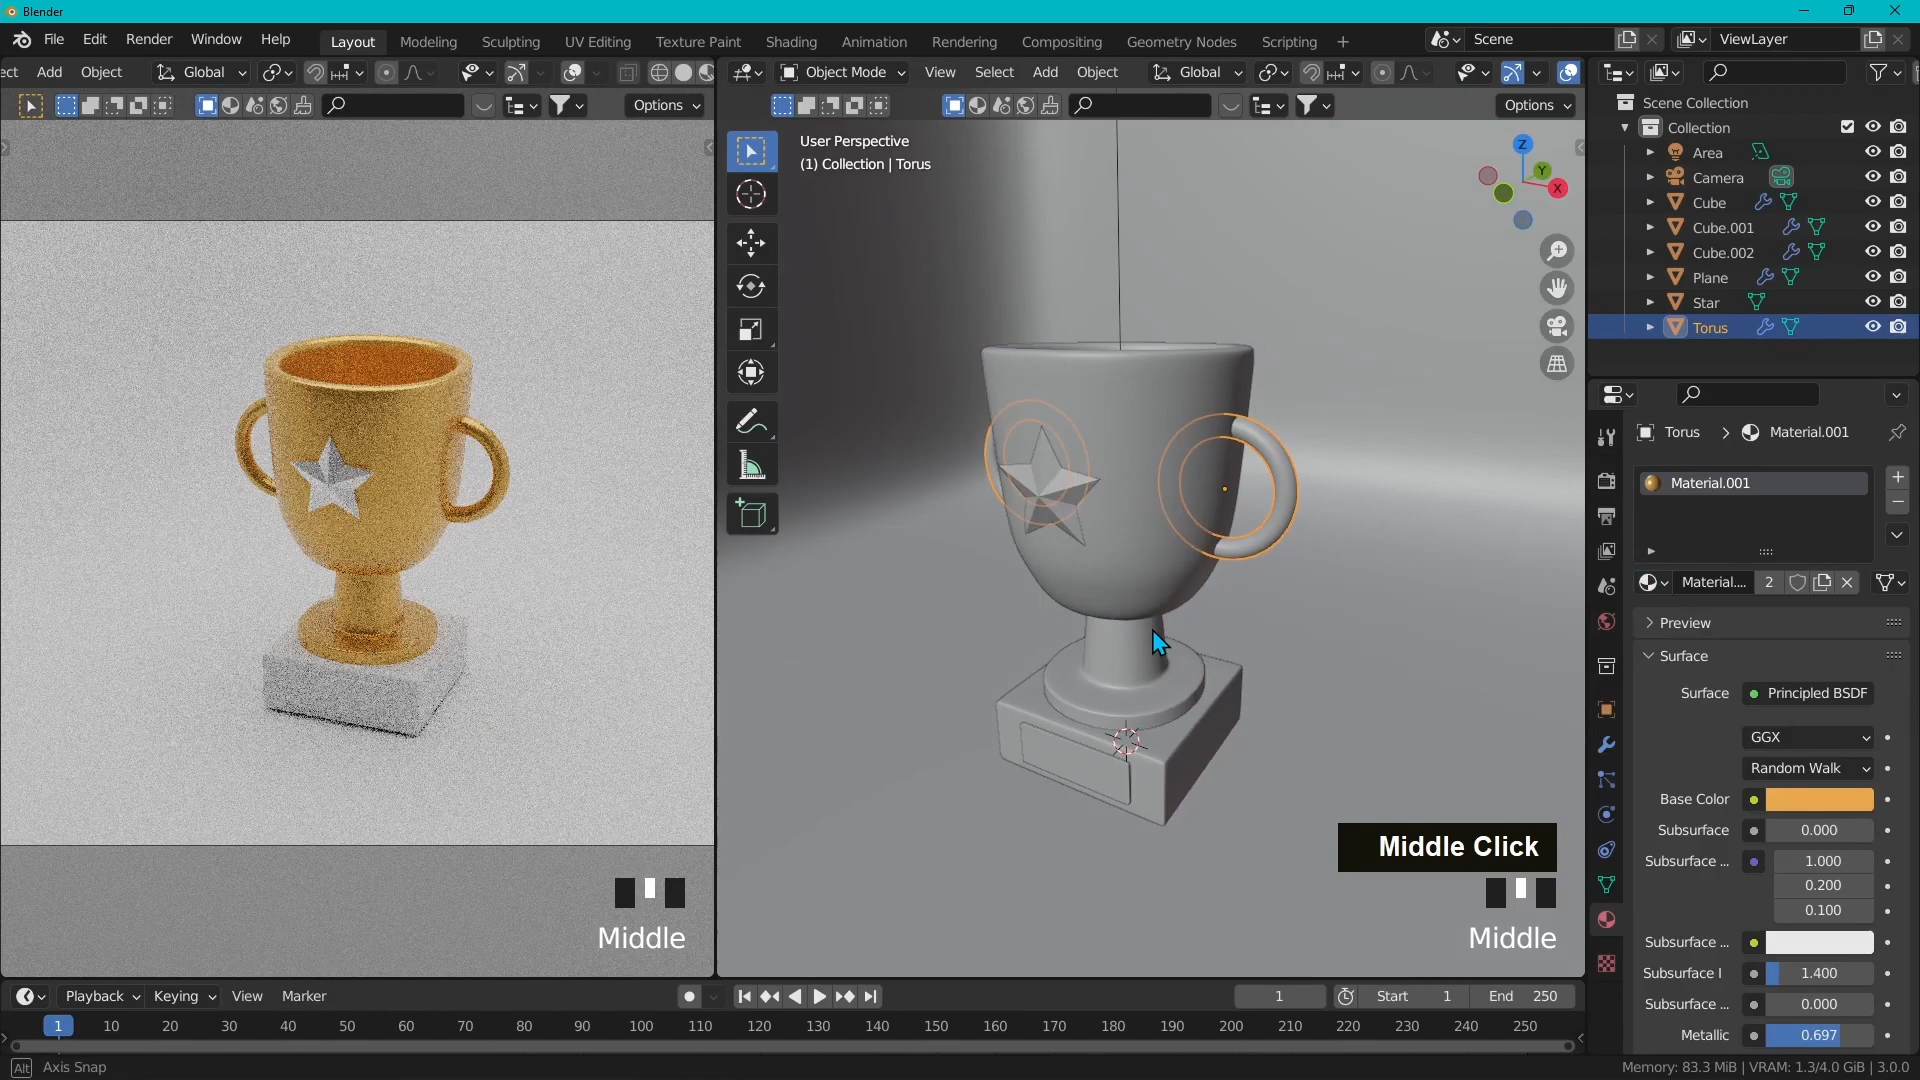 Blender
File Edit Render Window Help Layout Modeling Sculpting UV Editing Texture Paint Shading Animation Rendering Compositing Geometry Nodes Scripting + Scene ViewLayer
ect Add Object Global Object Mode View Select Add Object Global
Options Options
User Perspective
(1) Collection | Torus
Z
Y
X
Scene Collection
Collection
Area
Camera
Cube
Cube.001
Cube.002
Plane
Star
Torus
Torus > Material.001
Material.001
Material.... 2
Preview
Surface
Surface Principled BSDF
GGX
Random Walk
Base Color
Subsurface 0.000
Subsurface ... 1.000
0.200
0.100
Subsurface ...
Subsurface I 1.400
Subsurface ... 0.000
Metallic 0.697
Middle Click
Middle
Middle
Playback Keying View Marker 1 Start 1 End 250
1 10 20 30 40 50 60 70 80 90 100 110 120 130 140 150 160 170 180 190 200 210 220 230 240 250
Alt Axis Snap
Memory: 83.3 MiB | VRAM: 1.3/4.0 GiB | 3.0.0